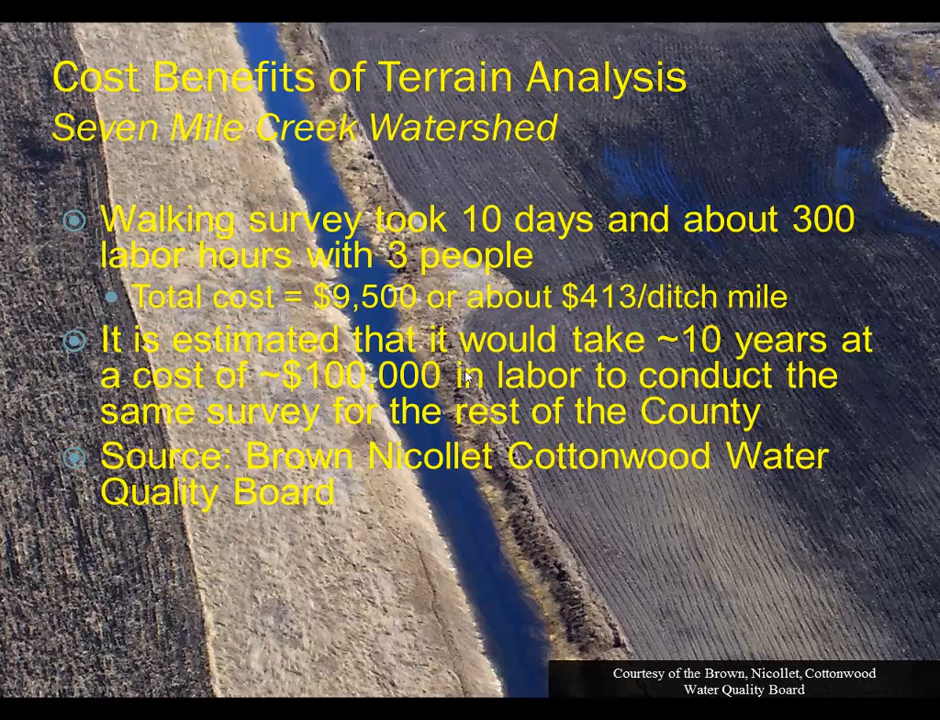 Cost Benefits of Terrain Analysis
Seven Mile Creek Watershed
Walking survey took 10 days and about 300
labor hours with 3 people
Total cost = $9,500 or about $413/ditch mile
It is estimated that it would take ~10 years at
a cost of ~$100,000 in labor to conduct the
same survey for the rest of the County
Source: Brown Nicollet Cottonwood Water
Quality Board
Courtesy of the Brown, Nicollet, Cottonwood
Water Quality Board